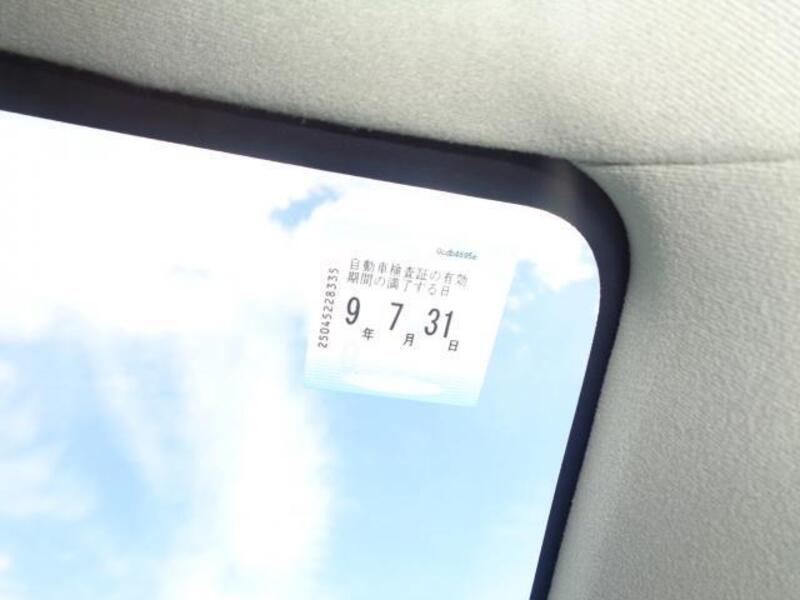 自動車検査証の有効
期間の満了する日
9年 7月 31日
25045228335